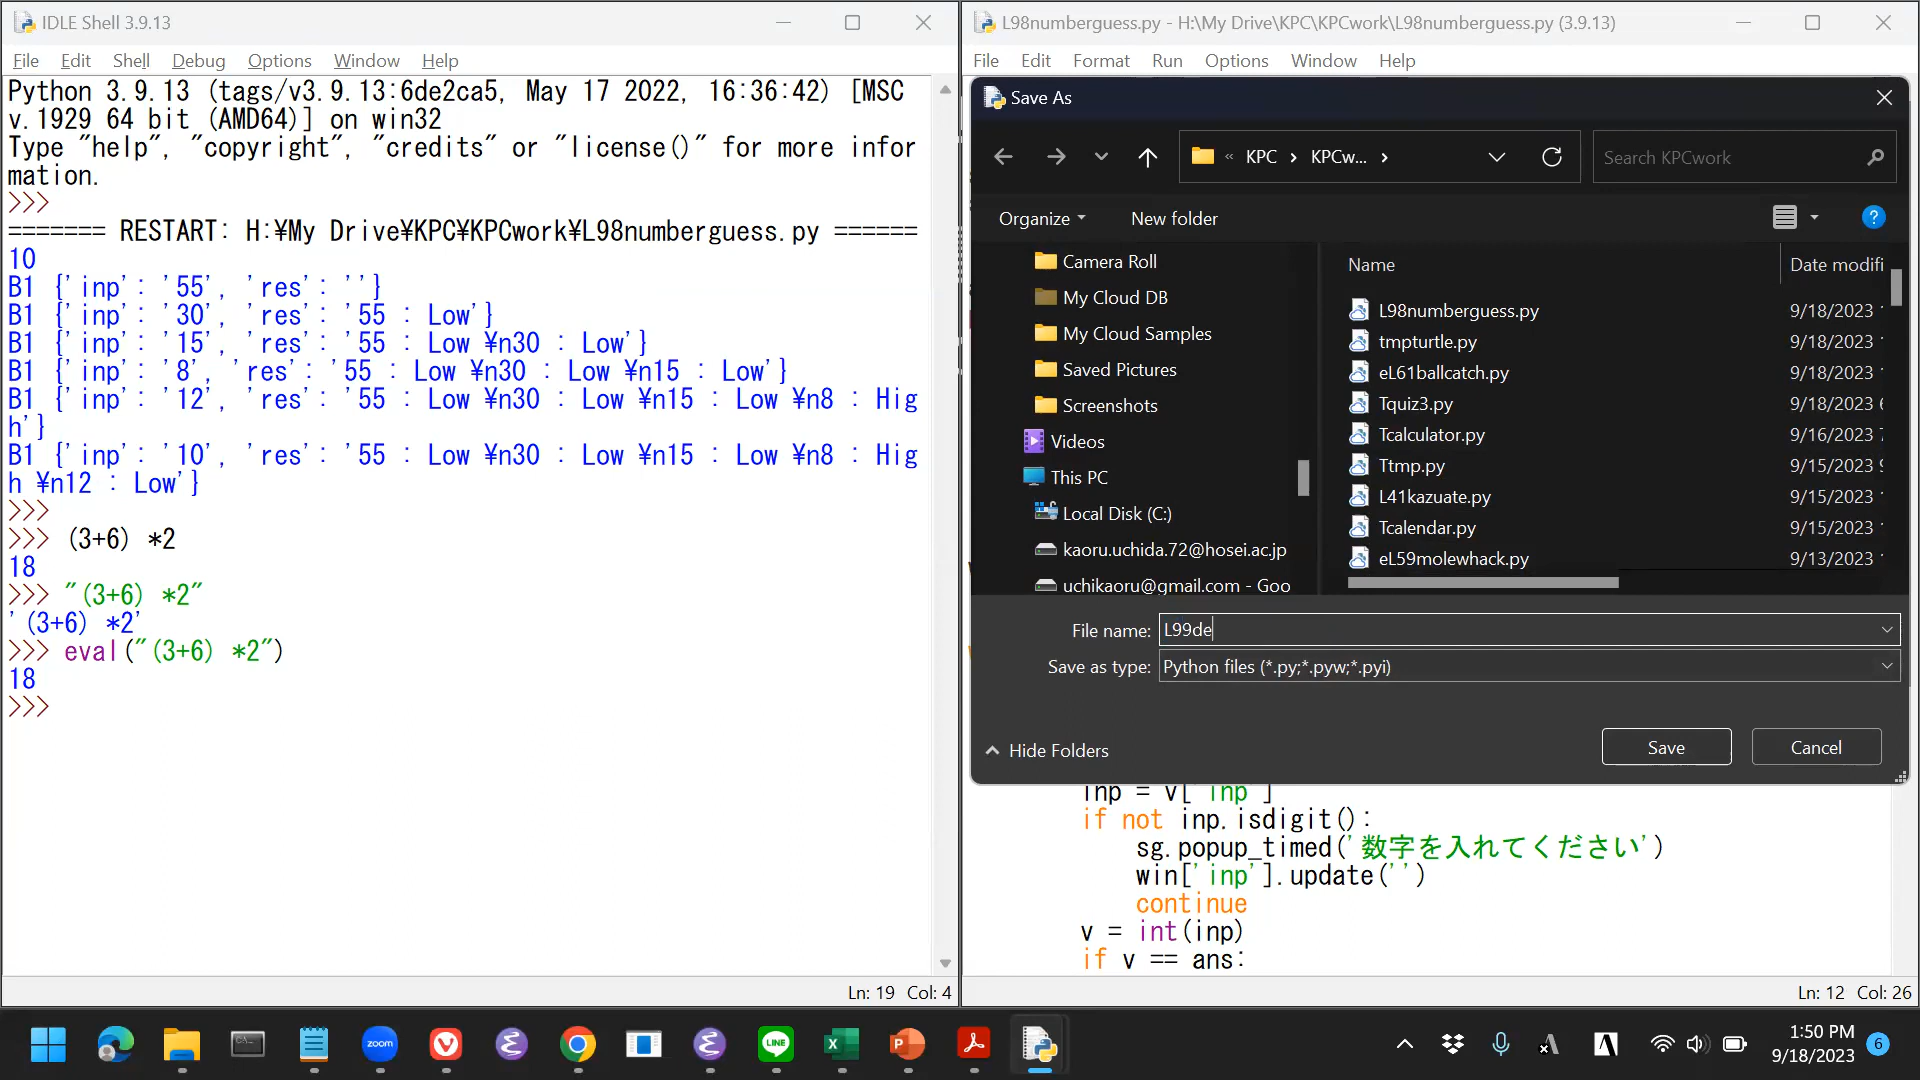 IDLE Shell 3.9.13
File Edit Shell Debug Options Window Help
Python 3.9.13 (tags/v3.9.13:6de2ca5, May 17 2022, 16:36:42) [MSC
v.1929 64 bit (AMD64)] on win32
Type "help", "copyright", "credits" or "license()" for more infor
mation.
>>>
======= RESTART: H:¥My Drive¥KPC¥KPCwork¥L98numberguess.py ======
10
B1 {'inp': '55', 'res': ''}
B1 {'inp': '30', 'res': '55 : Low'}
B1 {'inp': '15', 'res': '55 : Low ¥n30 : Low'}
B1 {'inp': '8', 'res': '55 : Low ¥n30 : Low ¥n15 : Low'}
B1 {'inp': '12', 'res': '55 : Low ¥n30 : Low ¥n15 : Low ¥n8 : Hig
h'}
B1 {'inp': '10', 'res': '55 : Low ¥n30 : Low ¥n15 : Low ¥n8 : Hig
h ¥n12 : Low'}
>>>
>>> (3+6) *2
18
>>> "(3+6) *2"
'(3+6) *2'
>>> eval("(3+6) *2")
18
>>>
Ln: 19 Col: 4
L98numberguess.py - H:\My Drive\KPC\KPCwork\L98numberguess.py (3.9.13)
File Edit Format Run Options Window Help
Save As
« KPC › KPCw... ›
Search KPCwork
Organize New folder
Camera Roll
My Cloud DB
My Cloud Samples
Saved Pictures
Screenshots
Videos
This PC
Local Disk (C:)
kaoru.uchida.72@hosei.ac.jp
uchikaoru@gmail.com - Goo
Name Date modifi
L98numberguess.py 9/18/2023
tmpturtle.py 9/18/2023
eL61ballcatch.py 9/18/2023
Tquiz3.py 9/18/2023 6
Tcalculator.py 9/16/2023 7
Ttmp.py 9/15/2023 9
L41kazuate.py 9/15/2023
Tcalendar.py 9/15/2023
eL59molewhack.py 9/13/2023
File name: L99de
Save as type: Python files (*.py;*.pyw;*.pyi)
Hide Folders
Save Cancel
inp = v['inp']
if not inp.isdigit():
sg.popup_timed('数字を入れてください')
win['inp'].update('')
continue
v = int(inp)
if v == ans:
Ln: 12 Col: 26
zoom
LINE
A
1:50 PM
9/18/2023
6